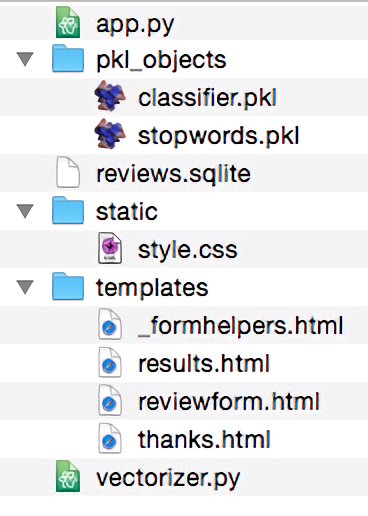 app.py
pkl_objects
classifier.pkl
stopwords.pkl
reviews.sqlite
static
style.css
templates
_formhelpers.html
results.html
reviewform.html
thanks.html
vectorizer.py